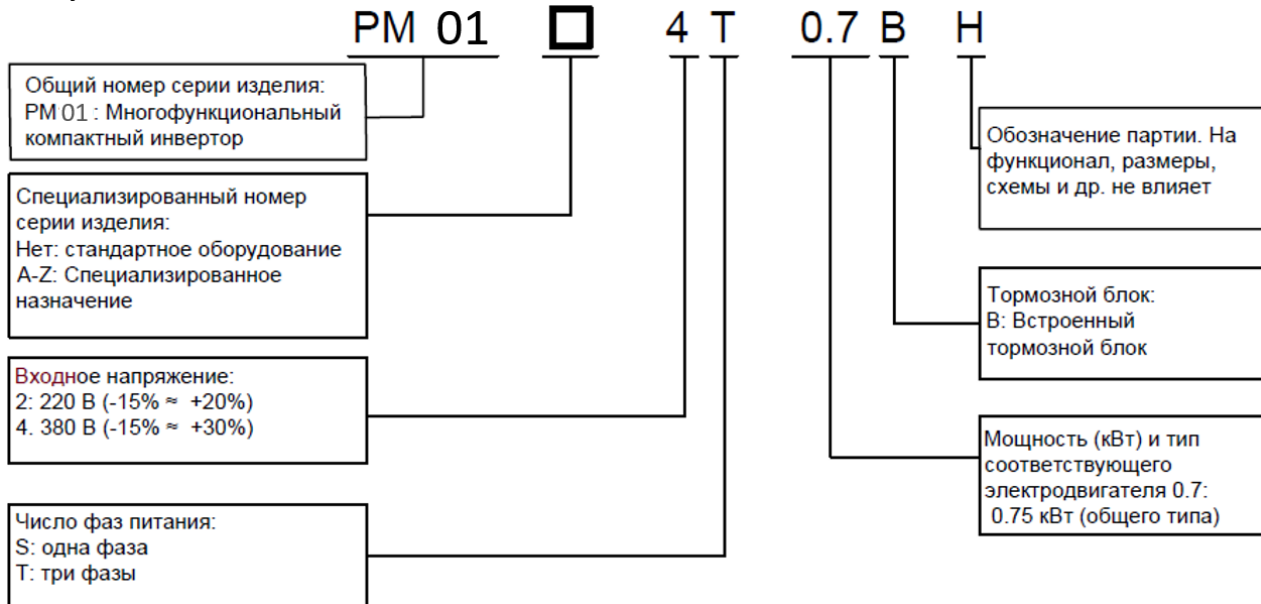 PM 01 □ 4 T 0.7 B H
Общий номер серии изделия:
PM 01 : Многофункциональный
компактный инвертор
Специализированный номер
серии изделия:
Нет: стандартное оборудование
A-Z: Специализированное
назначение
Входное напряжение:
2: 220 В (-15% ≈ +20%)
4. 380 В (-15% ≈ +30%)
Число фаз питания:
S: одна фаза
T: три фазы
Обозначение партии. На
функционал, размеры,
схемы и др. не влияет
Тормозной блок:
B: Встроенный
тормозной блок
Мощность (кВт) и тип
соответствующего
электродвигателя 0.7:
0.75 кВт (общего типа)